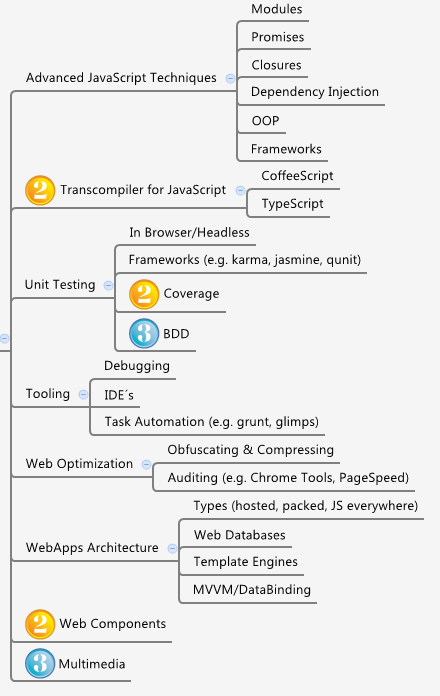 Modules
Promises
Closures
Advanced JavaScript Techniques
Dependency Injection
OOP
Frameworks
2 Transcompiler for JavaScript
CoffeeScript
TypeScript
In Browser/Headless
Frameworks (e.g. karma, jasmine, qunit)
Unit Testing
2 Coverage
3 BDD
Debugging
Tooling
IDE´s
Task Automation (e.g. grunt, glimps)
Obfuscating & Compressing
Web Optimization
Auditing (e.g. Chrome Tools, PageSpeed)
Types (hosted, packed, JS everywhere)
Web Databases
WebApps Architecture
Template Engines
MVVM/DataBinding
2 Web Components
3 Multimedia